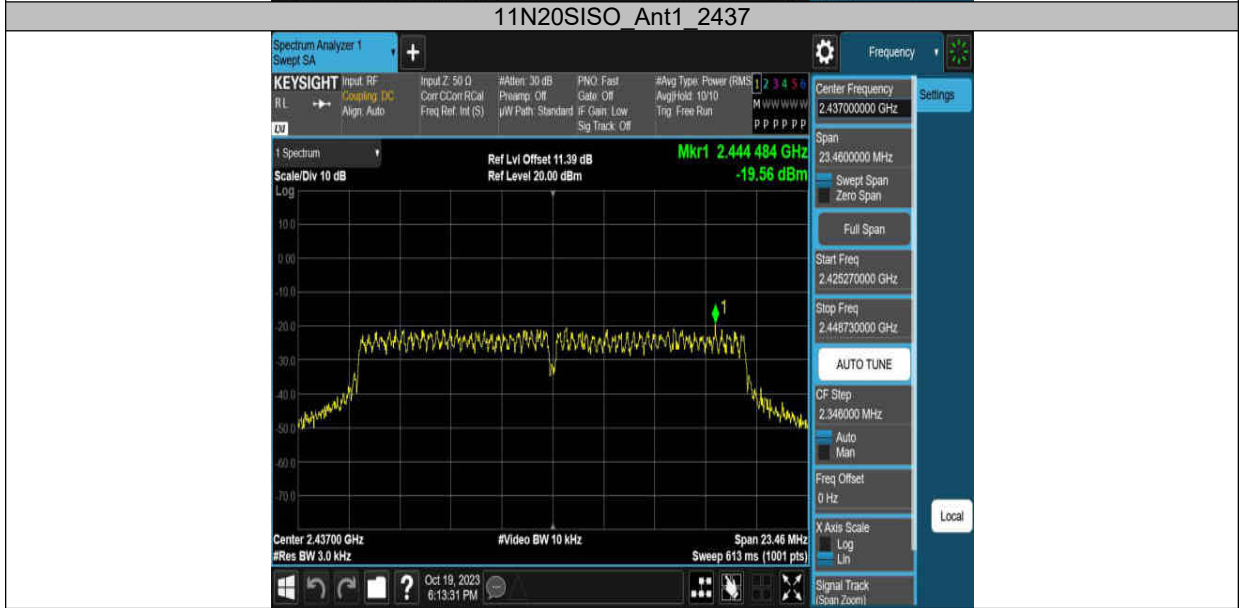 11N20SISO_Ant1_2437
Spectrum Analyzer 1
Swept SA
+
Frequency
KEYSIGHT
RL
LXI
Input: RF
Coupling: DC
Align: Auto
Input Z: 50 Ω
Corr CCorr RCal
Freq Ref: Int (S)
#Atten: 30 dB
Preamp: Off
µW Path: Standard
PNO: Fast
Gate: Off
IF Gain: Low
Sig Track: Off
#Avg Type: Power (RMS
Avg|Hold: 10/10
Trig: Free Run
1 2 3 4 5 6
M W W W W W
P P P P P P
1 Spectrum
Scale/Div 10 dB
Log
Ref Lvl Offset 11.39 dB
Ref Level 20.00 dBm
Mkr1 2.444 484 GHz
-19.56 dBm
10.0
0.00
-10.0
-20.0
-30.0
-40.0
-50.0
-60.0
-70.0
1
Center 2.43700 GHz
#Res BW 3.0 kHz
#Video BW 10 kHz
Span 23.46 MHz
Sweep 613 ms (1001 pts)
Center Frequency
2.437000000 GHz
Settings
Span
23.4600000 MHz
Swept Span
Zero Span
Full Span
Start Freq
2.425270000 GHz
Stop Freq
2.448730000 GHz
AUTO TUNE
CF Step
2.346000 MHz
Auto
Man
Freq Offset
0 Hz
X Axis Scale
Log
Lin
Local
Signal Track
(Span Zoom)
?
Oct 19, 2023
6:13:31 PM